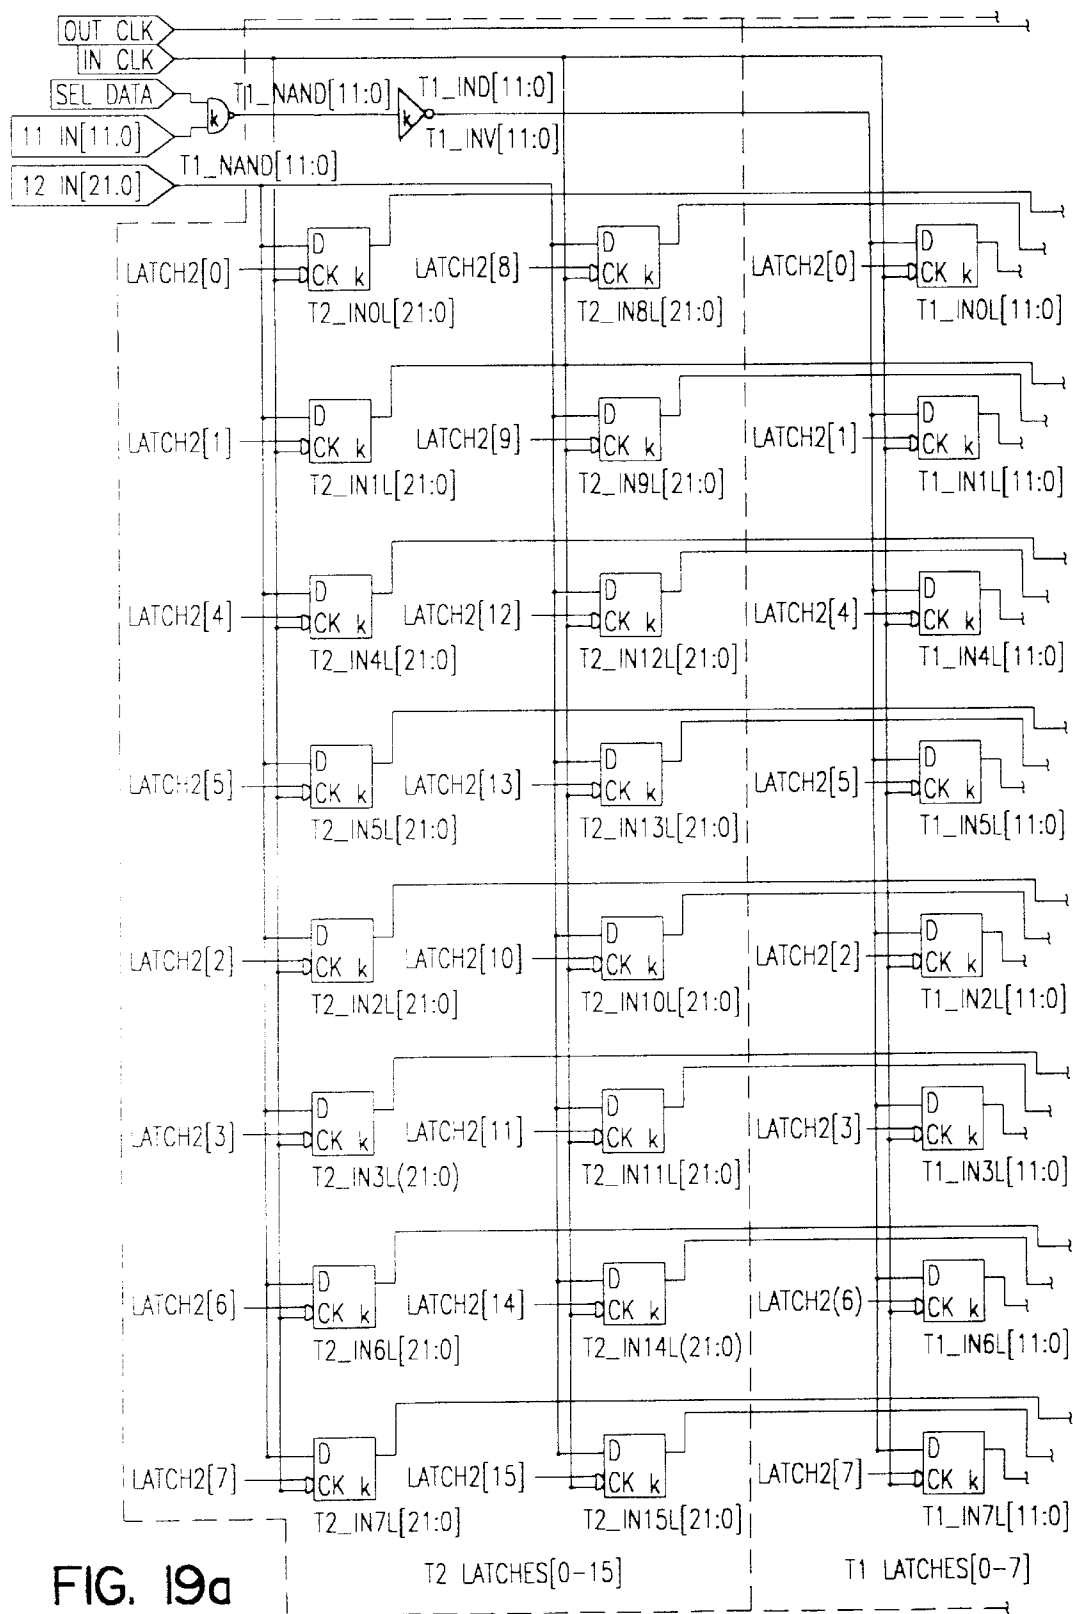 OUT CLK
IN CLK
SEL DATA
T1_NAND[11:0]
T1_IND[11:0]
k
k
11 IN[11.0]
T1_INV[11:0]
T1_NAND[11:0]
12 IN[21.0]
LATCH2[0] D CK k LATCH2[8] D CK k LATCH2[0] D CK k
T2_IN0L[21:0] T2_IN8L[21:0] T1_IN0L[11:0]
LATCH2[1] D CK k LATCH2[9] D CK k LATCH2[1] D CK k
T2_IN1L[21:0] T2_IN9L[21:0] T1_IN1L[11:0]
LATCH2[4] D CK k LATCH2[12] D CK k LATCH2[4] D CK k
T2_IN4L[21:0] T2_IN12L[21:0] T1_IN4L[11:0]
LATCH2[5] D CK k LATCH2[13] D CK k LATCH2[5] D CK k
T2_IN5L[21:0] T2_IN13L[21:0] T1_IN5L[11:0]
LATCH2[2] D CK k LATCH2[10] D CK k LATCH2[2] D CK k
T2_IN2L[21:0] T2_IN10L[21:0] T1_IN2L[11:0]
LATCH2[3] D CK k LATCH2[11] D CK k LATCH2[3] D CK k
T2_IN3L(21:0) T2_IN11L[21:0] T1_IN3L[11:0]
LATCH2[6] D CK k LATCH2[14] D CK k LATCH2(6) D CK k
T2_IN6L[21:0] T2_IN14L(21:0) T1_IN6L[11:0]
LATCH2[7] D CK k LATCH2[15] D CK k LATCH2[7] D CK k
T2_IN7L[21:0] T2_IN15L[21:0] T1_IN7L[11:0]
T2 LATCHES[0-15] T1 LATCHES[0-7]
FIG. 19a